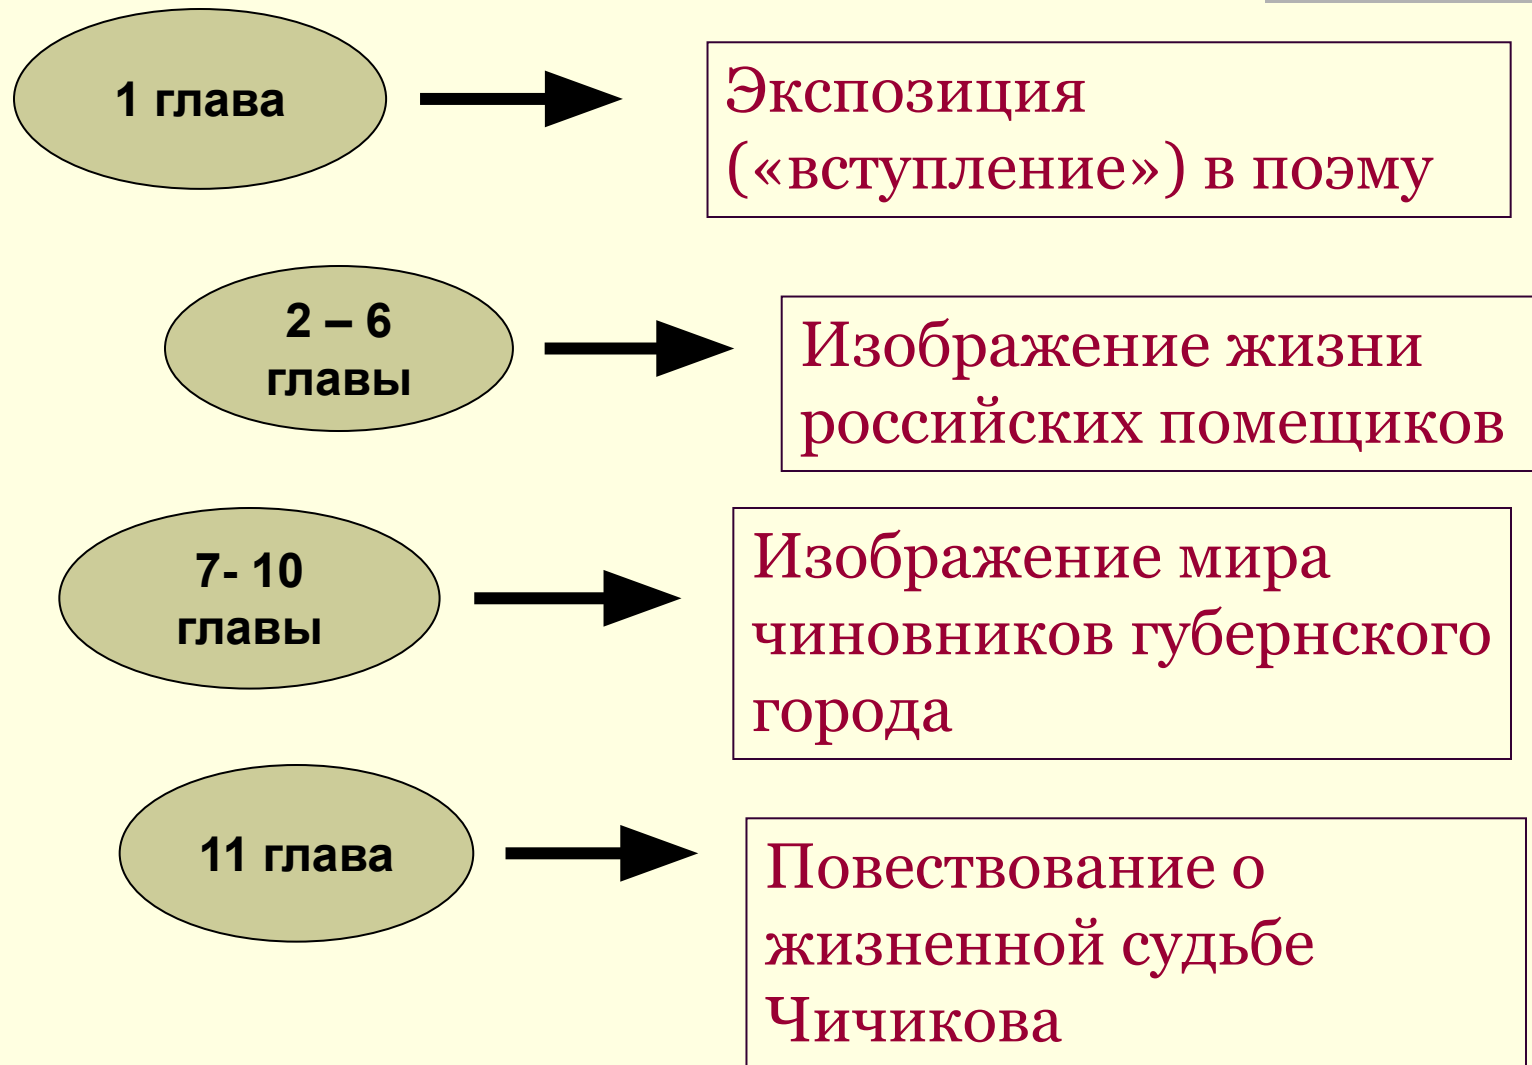 1 глава
Экспозиция
(«вступление») в поэму
2 – 6
главы
Изображение жизни
российских помещиков
7- 10
главы
Изображение мира
чиновников губернского
города
11 глава
Повествование о
жизненной судьбе
Чичикова